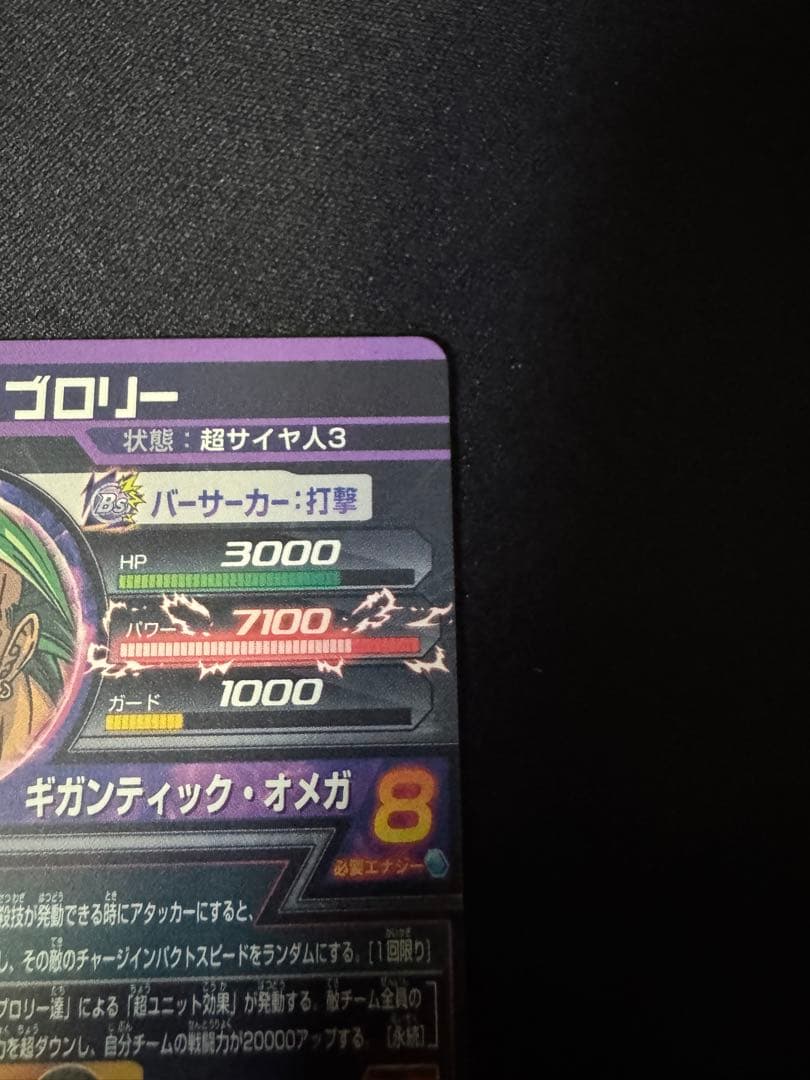 ブロリー
状態：超サイヤ人3
Bs バーサーカー：打撃
HP 3000
パワー 7100
ガード 1000
ギガンティック・オメガ 8
必要エナジー
殺技が発動できる時にアタッカーにすると、
し、その敵のチャージインパクトスピードをランダムにする。［1回限り］
ブロリー達」による「超ユニット効果」が発動する。敵チーム全員の
力を超ダウンし、自分チームの戦闘力が20000アップする。［永続］